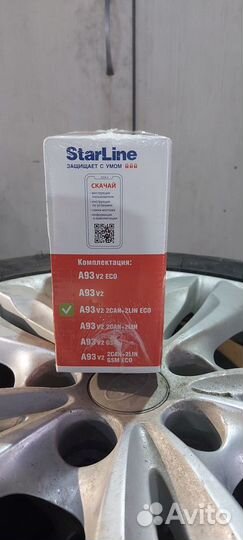 StarLine
ЗАЩИЩАЕТ С УМОМ
СКАЧАЙ
Комплектация:
A93 V2 ECO
A93 V2
A93 V2 2CAN+2LIN ECO
A93 V2 2CAN+2LIN
A93 V2 GSM
A93 V2 2CAN+2LIN GSM ECO
Avito